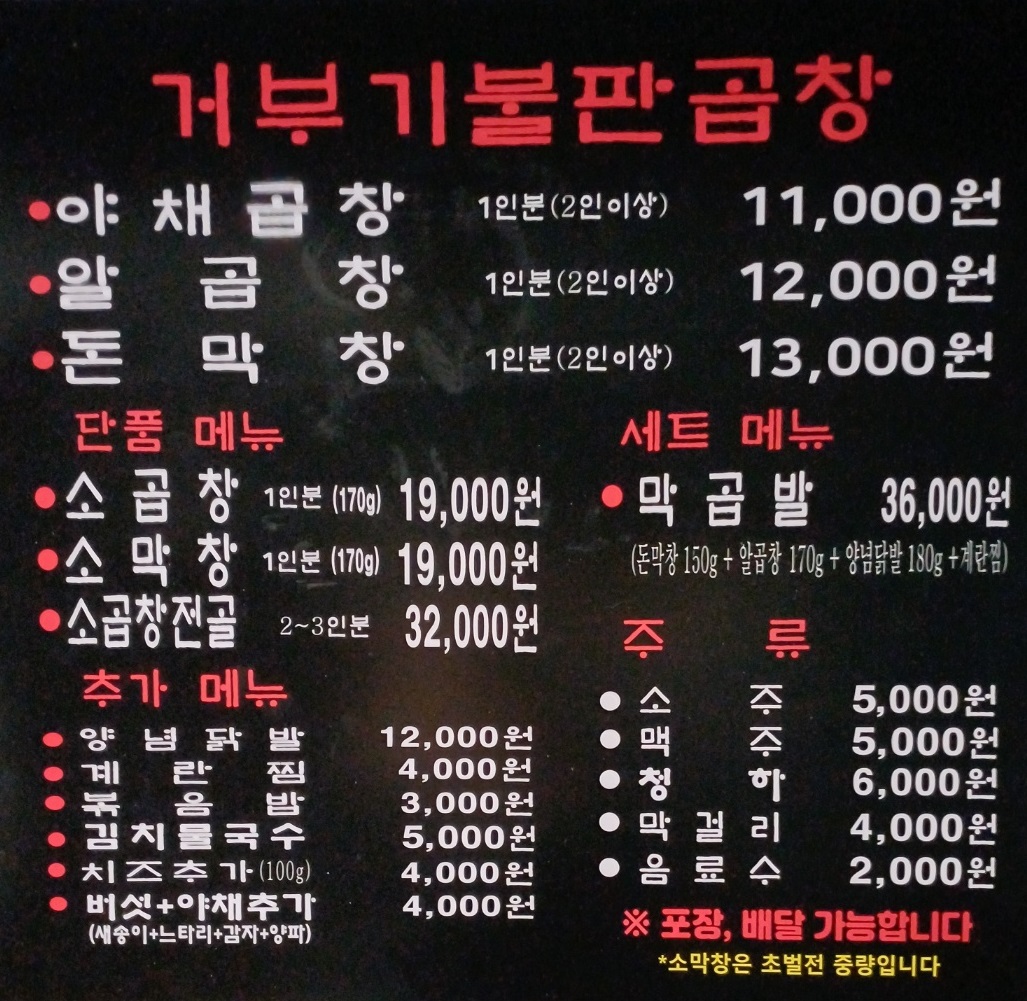 거부기불판곱창
야채곱창 1인분(2인이상) 11,000원
알곱창 1인분(2인이상) 12,000원
돈막창 1인분(2인이상) 13,000원
단품 메뉴
소곱창 1인분 (170g) 19,000원
소막창 1인분 (170g) 19,000원
소곱창전골 2~3인분 32,000원
추가 메뉴
양념닭발 12,000원
계란찜 4,000원
볶음밥 3,000원
김치물국수 5,000원
치즈추가(100g) 4,000원
버섯+야채추가 4,000원
(새송이+느타리+감자+양파)
세트 메뉴
막곱발 36,000원
(돈막창 150g + 알곱창 170g + 양념닭발 180g +계란찜)
주류
소주 5,000원
맥주 5,000원
청하 6,000원
막걸리 4,000원
음료수 2,000원
※ 포장, 배달 가능합니다
*소막창은 초벌전 중량입니다